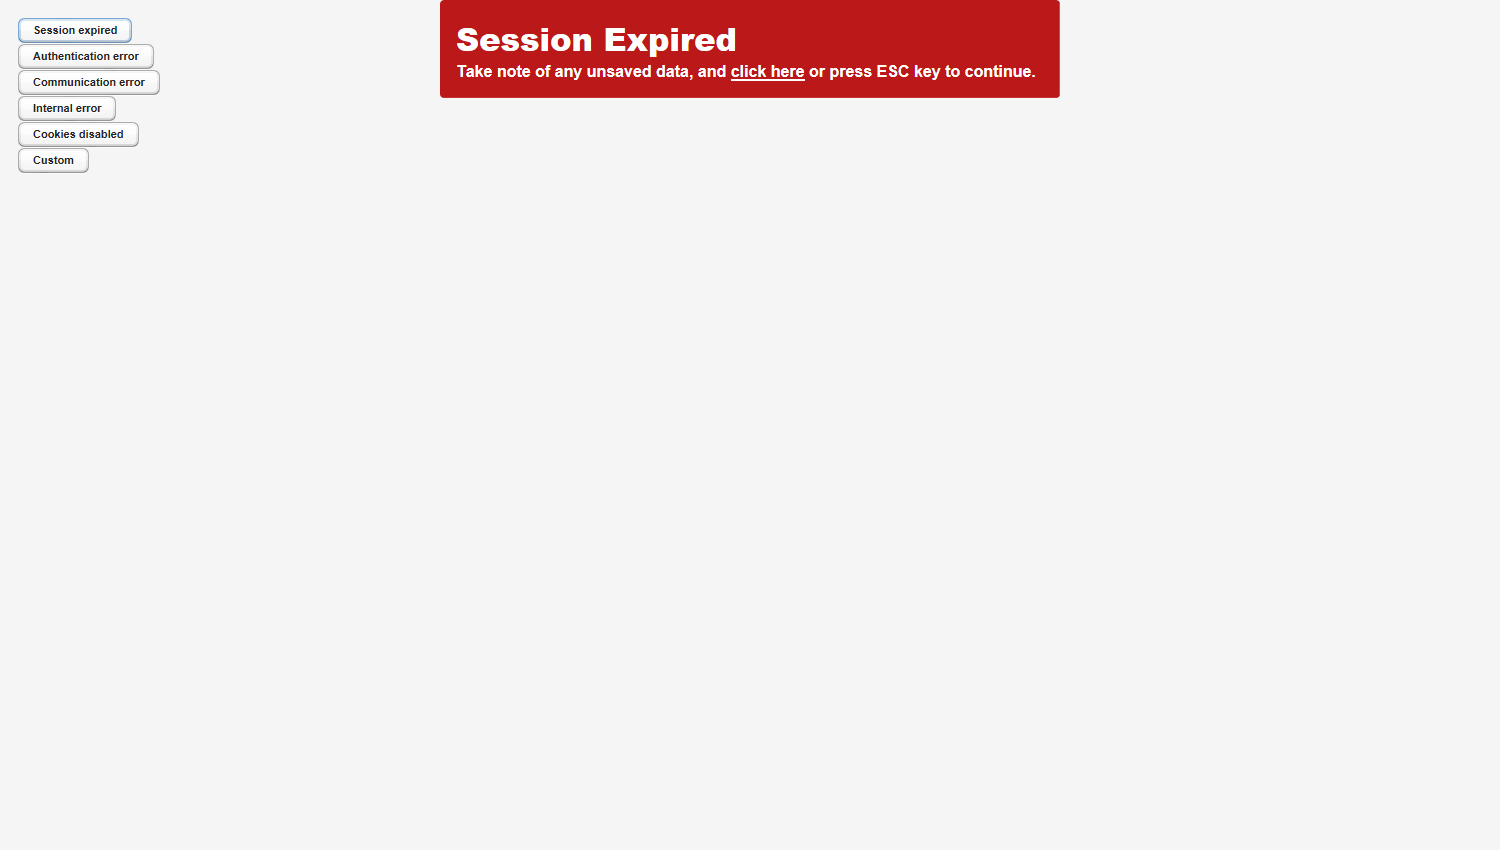 Session expired
Authentication error
Communication error
Internal error
Cookies disabled
Custom
Session Expired
Take note of any unsaved data, and click here or press ESC key to continue.